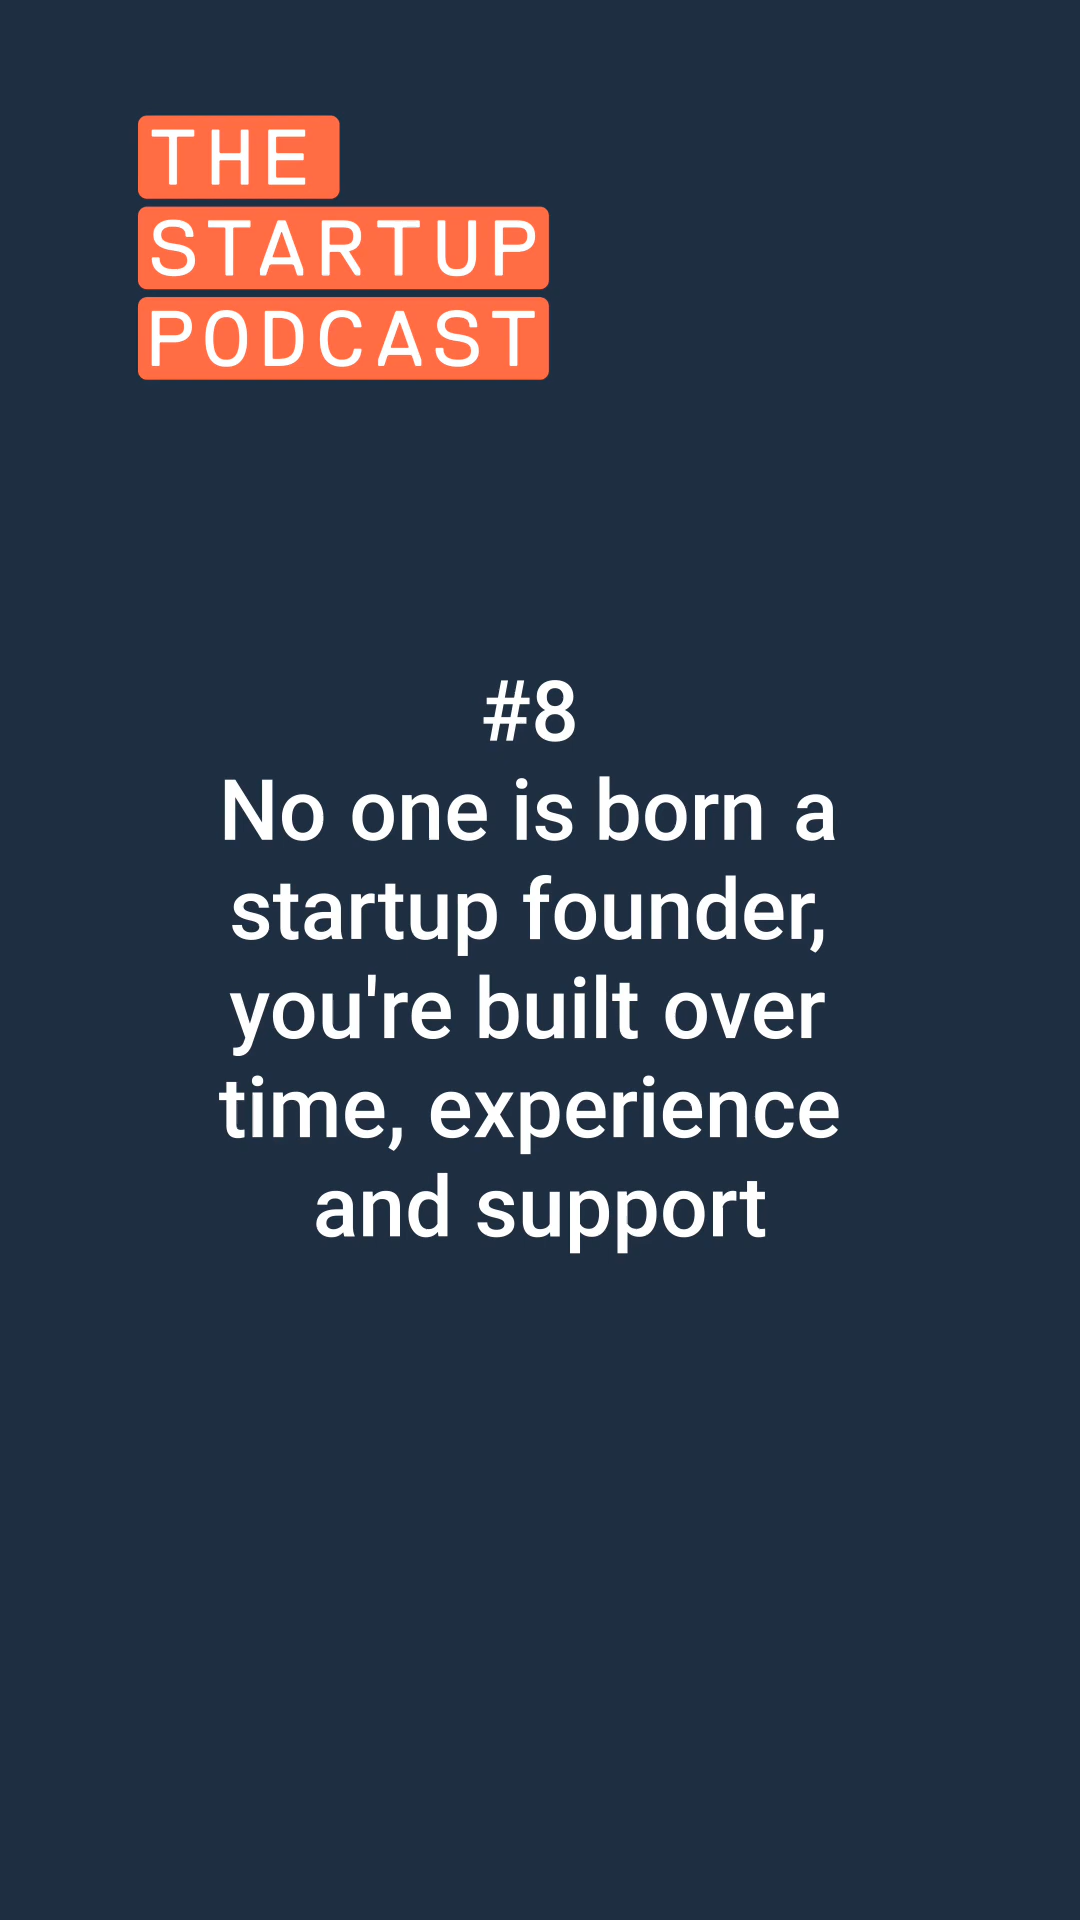 THE
STARTUP
PODCAST
#8
No one is born a
startup founder,
you're built over
time, experience
and support